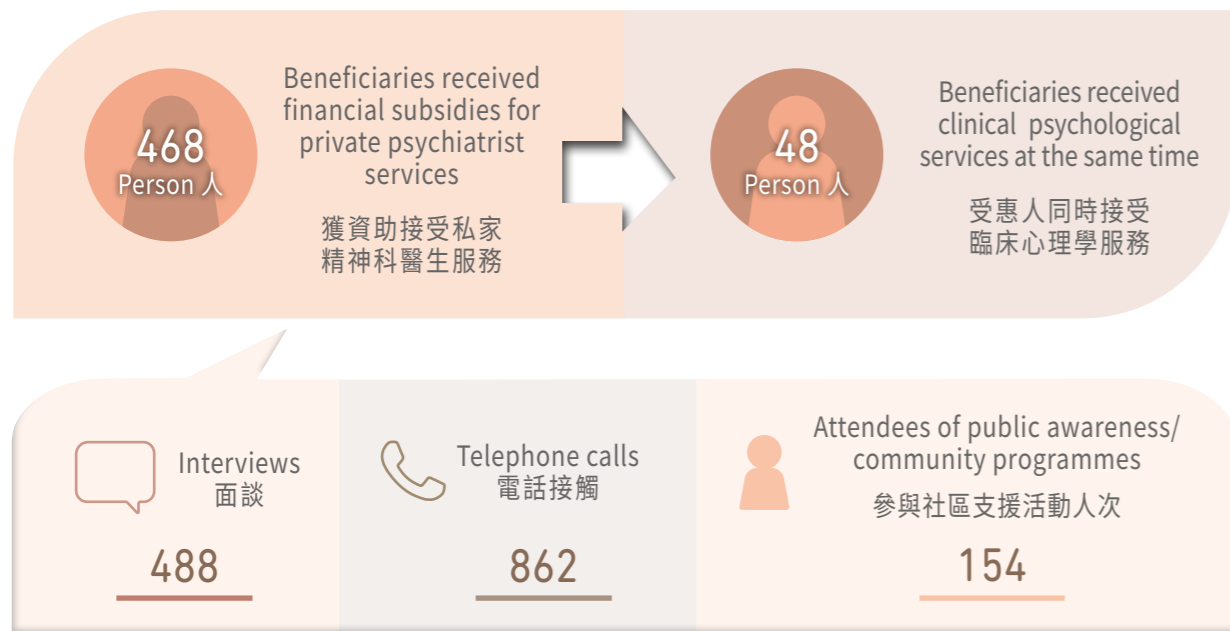 468
Person 人
Beneficiaries received
financial subsidies for
private psychiatrist
services
獲資助接受私家
精神科醫生服務
48
Person 人
Beneficiaries received
clinical psychological
services at the same time
受惠人同時接受
臨床心理學服務
Interviews
面談
488
Telephone calls
電話接觸
862
Attendees of public awareness/
community programmes
參與社區支援活動人次
154